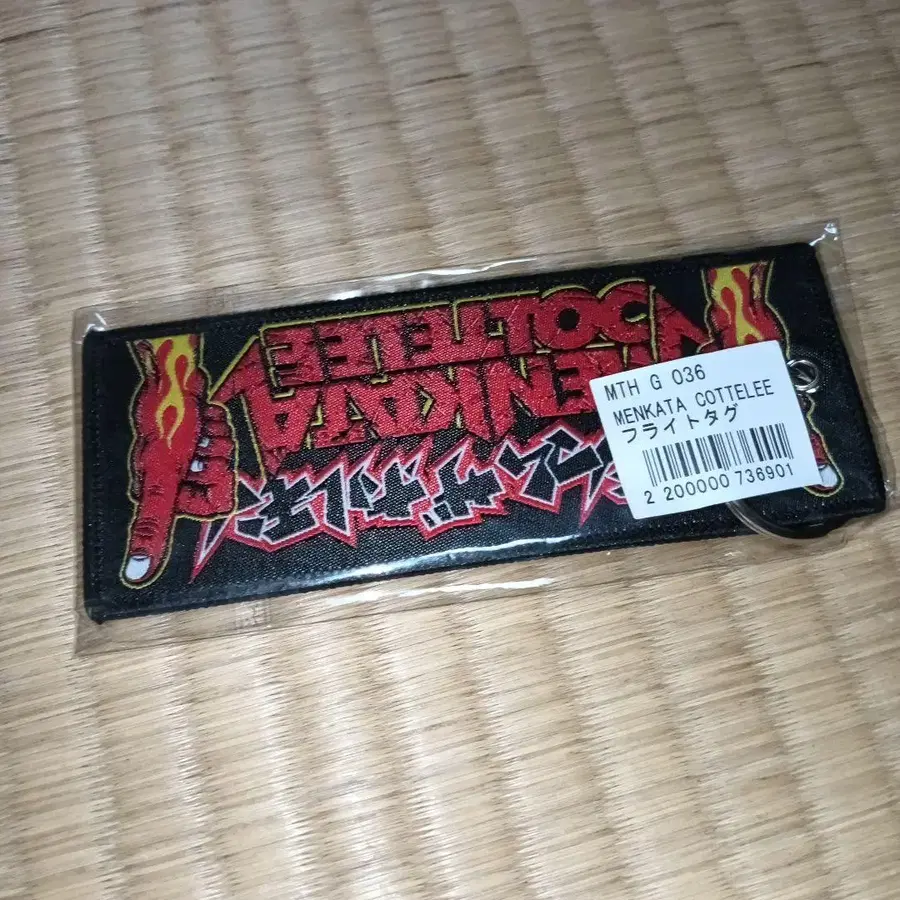 MTH G 036
MENKATA COTTELEE
フライトタグ
2 200000 736901
MENKATA
COTTELEE